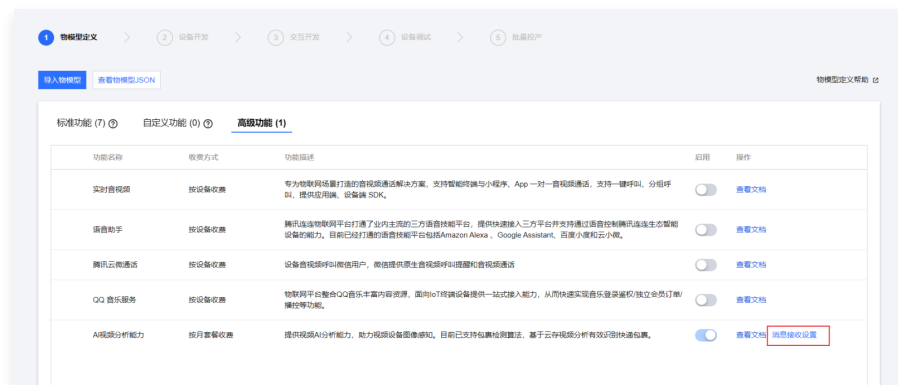 1 物模型定义 > 2 设备开发 > 3 交互开发 > 4 设备调试 > 5 批量投产
导入物模型 查看物模型JSON 物模型定义帮助
标准功能 (7) 自定义功能 (0) 高级功能 (1)
功能名称 收费方式 功能描述 启用 操作
实时音视频 按设备收费 专为物联网场景打造的音视频通话解决方案，支持智能终端与小程序、App 一对一音视频通话，支持一键呼叫、分组呼
叫，提供应用端、设备端 SDK。 查看文档
语音助手 按设备收费 腾讯连连物联网平台打通了业内主流的三方语音技能平台，提供快速接入三方平台并支持通过语音控制腾讯连连生态智能
设备的能力。目前已经打通的语音技能平台包括Amazon Alexa 、Google Assistant、百度小度和云小微。 查看文档
腾讯云微通话 按设备收费 设备音视频呼叫微信用户，微信提供原生音视频呼叫提醒和音视频通话 查看文档
QQ 音乐服务 按设备收费 物联网平台整合QQ音乐丰富内容资源，面向IoT终端设备提供一站式接入能力，从而快速实现音乐登录鉴权/独立会员订单/
播控等功能。 查看文档
AI视频分析能力 按月套餐收费 提供视频AI分析能力，助力视频设备图像感知。目前已支持包裹检测算法，基于云存视频分析有效识别快递包裹。 查看文档 消息接收设置